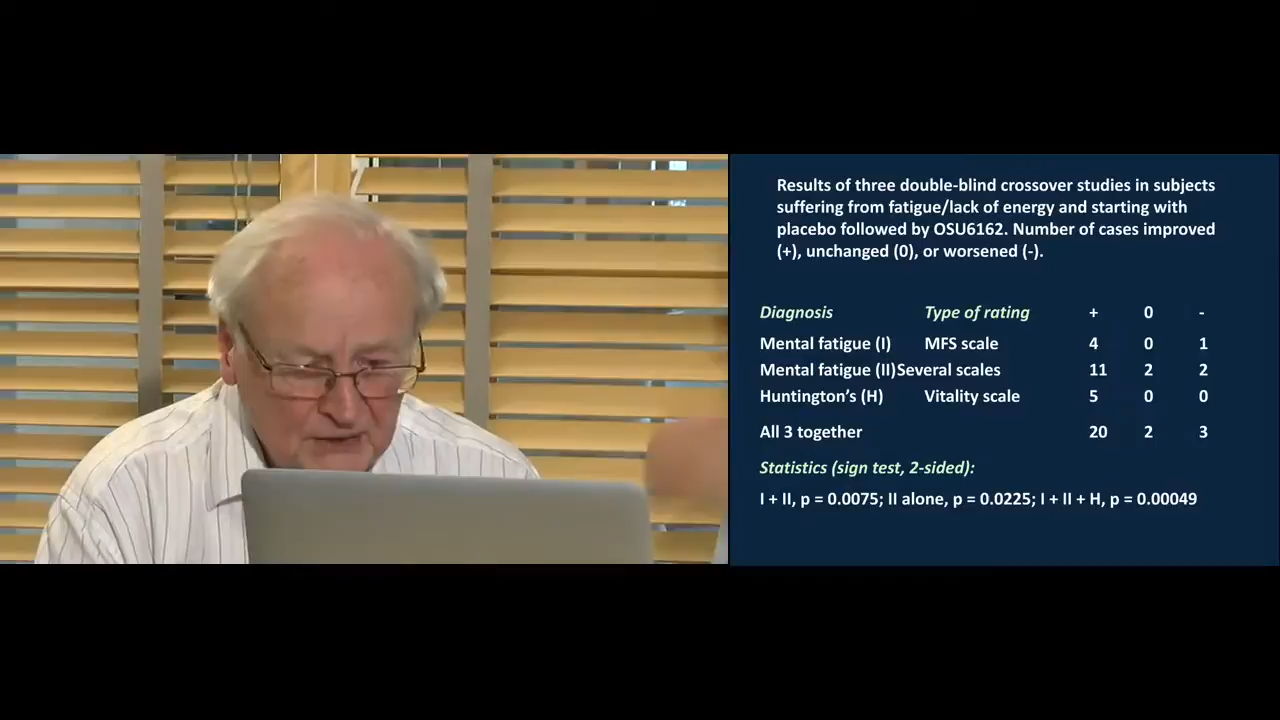 Results of three double-blind crossover studies in subjects
suffering from fatigue/lack of energy and starting with
placebo followed by OSU6162. Number of cases improved
(+), unchanged (0), or worsened (-).
Diagnosis Type of rating + 0 -
Mental fatigue (I) MFS scale 4 0 1
Mental fatigue (II)Several scales 11 2 2
Huntington's (H) Vitality scale 5 0 0
All 3 together 20 2 3
Statistics (sign test, 2-sided):
I + II, p = 0.0075; II alone, p = 0.0225; I + II + H, p = 0.00049